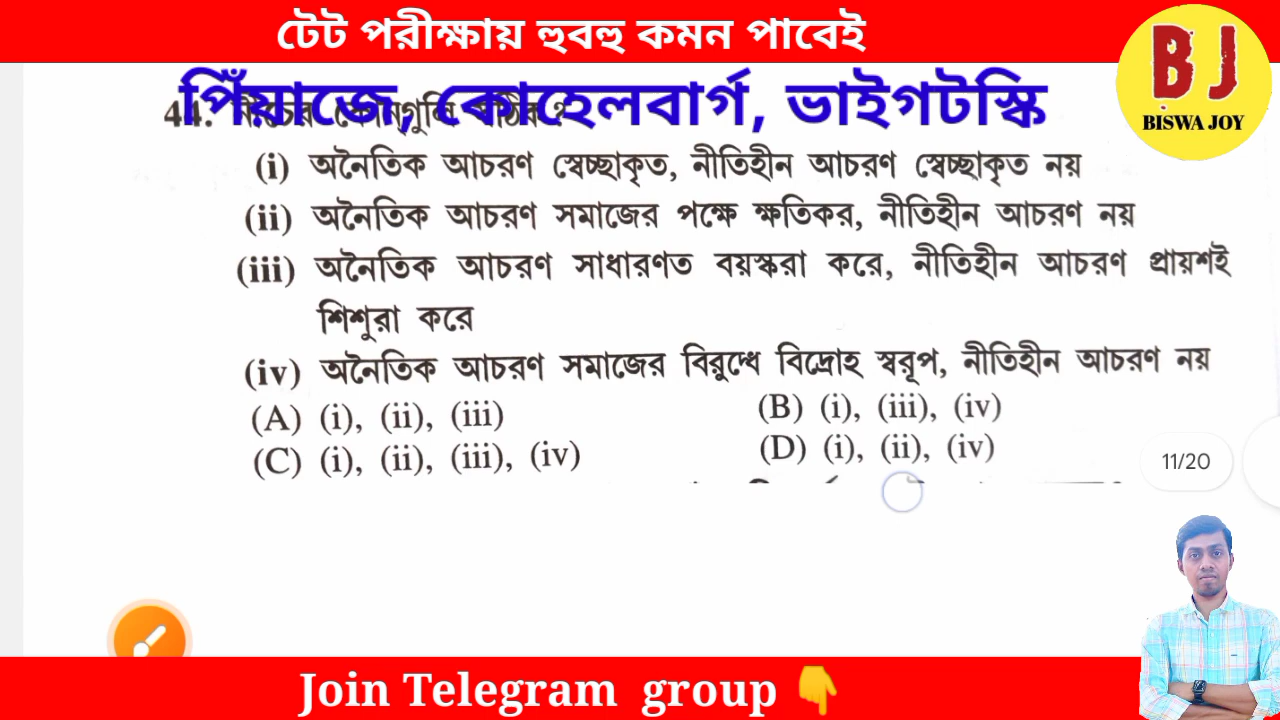 টেট পরীক্ষায় হুবহু কমন পাবেই
BJ
BISWA JOY
পিঁয়াজে, কোহেলবার্গ, ভাইগটস্কি
44.
(i) অনৈতিক আচরণ স্বেচ্ছাকৃত, নীতিহীন আচরণ স্বেচ্ছাকৃত নয়
(ii) অনৈতিক আচরণ সমাজের পক্ষে ক্ষতিকর, নীতিহীন আচরণ নয়
(iii) অনৈতিক আচরণ সাধারণত বয়স্করা করে, নীতিহীন আচরণ প্রায়শই
শিশুরা করে
(iv) অনৈতিক আচরণ সমাজের বিরুদ্ধে বিদ্রোহ স্বরূপ, নীতিহীন আচরণ নয়
(A) (i), (ii), (iii) (B) (i), (iii), (iv)
(C) (i), (ii), (iii), (iv) (D) (i), (ii), (iv)
11/20
Join Telegram group